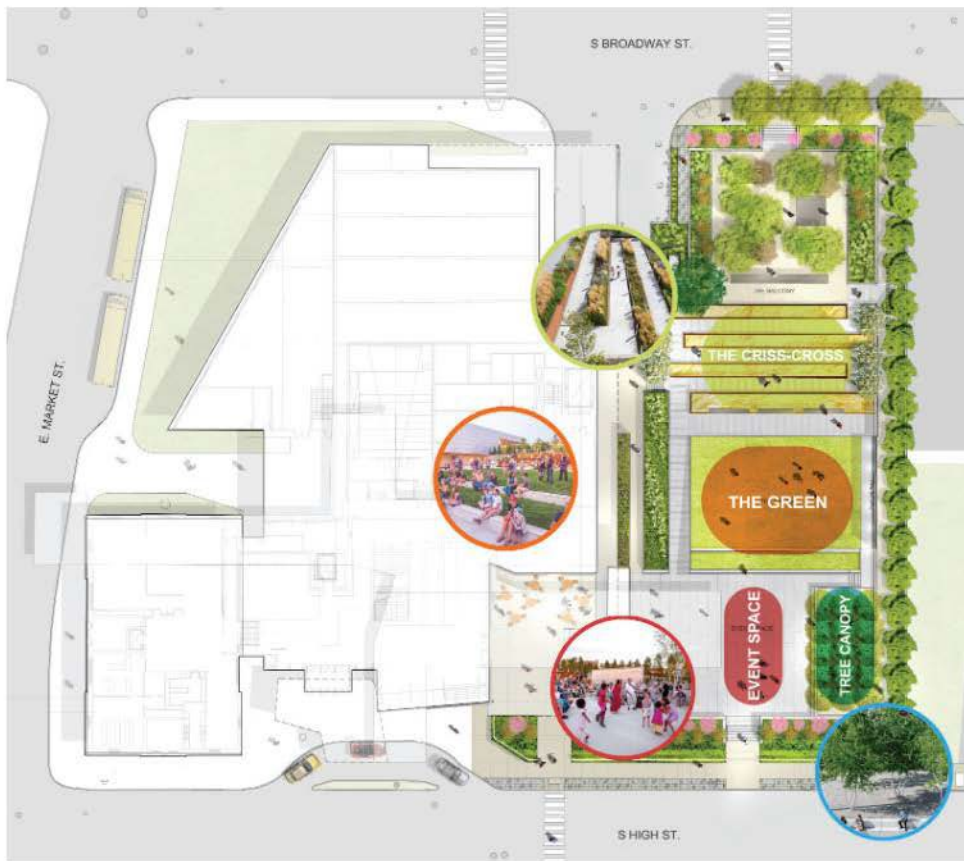 S BROADWAY ST.
E. MARKET ST.
THE CRISS-CROSS
THE GREEN
EVENT SPACE
TREE CANOPY
S HIGH ST.